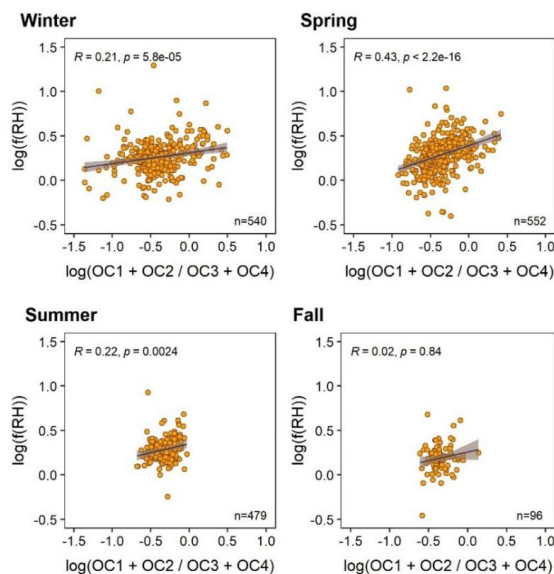 Winter
R = 0.21, p = 5.8e-05
1.5
1.0
0.5
0.0
-0.5
log(f(RH))
n=540
-1.5 -1.0 -0.5 0.0 0.5 1.0
log(OC1 + OC2 / OC3 + OC4)
Spring
R = 0.43, p < 2.2e-16
1.5
1.0
0.5
0.0
-0.5
log(f(RH))
n=552
-1.5 -1.0 -0.5 0.0 0.5 1.0
log(OC1 + OC2 / OC3 + OC4)
Summer
R = 0.22, p = 0.0024
1.5
1.0
0.5
0.0
-0.5
log(f(RH))
n=479
-1.5 -1.0 -0.5 0.0 0.5 1.0
log(OC1 + OC2 / OC3 + OC4)
Fall
R = 0.02, p = 0.84
1.5
1.0
0.5
0.0
-0.5
log(f(RH))
n=96
-1.5 -1.0 -0.5 0.0 0.5 1.0
log(OC1 + OC2 / OC3 + OC4)